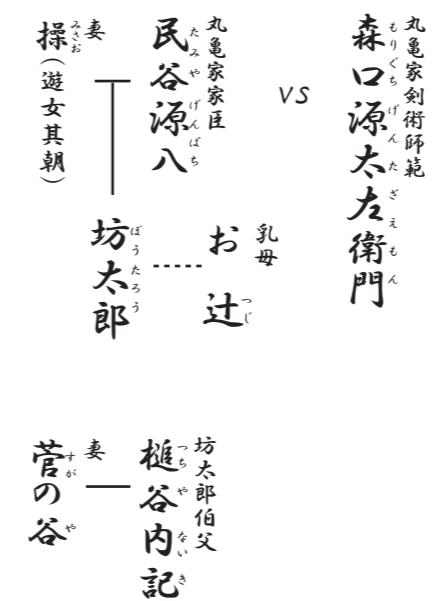 丸亀家剣術師範
森口源太左衛門
もりぐちげんたざえもん
VS
丸亀家家臣
民谷源八
たみやげんぱち
妻
操(遊女其朝)
みさお
乳母
お辻
つじ
坊太郎
ぼうたろう
坊太郎伯父
槌谷内記
つちやないき
妻
菅の谷
すがや